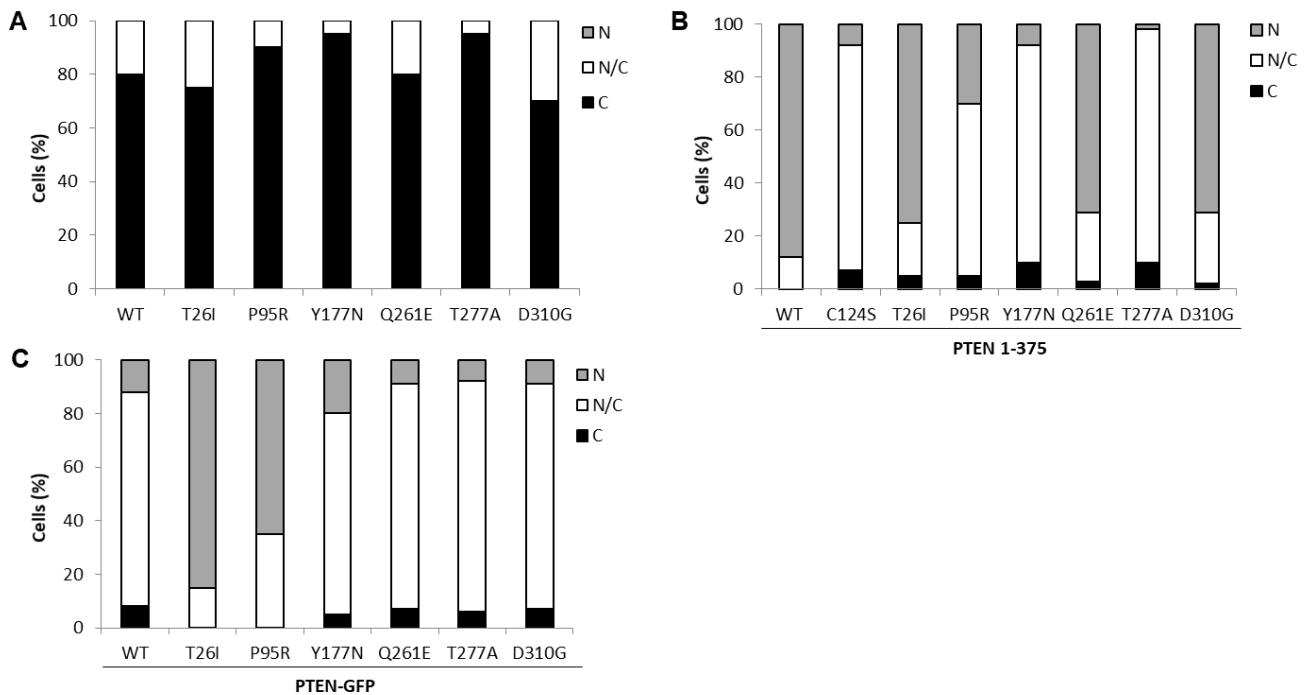 A
Cells (%)
100
80
60
40
20
0
WT T26I P95R Y177N Q261E T277A D310G
N
N/C
C
B
Cells (%)
100
80
60
40
20
0
WT C124S T26I P95R Y177N Q261E T277A D310G
PTEN 1-375
N
N/C
C
C
Cells (%)
100
80
60
40
20
0
WT T26I P95R Y177N Q261E T277A D310G
PTEN-GFP
N
N/C
C